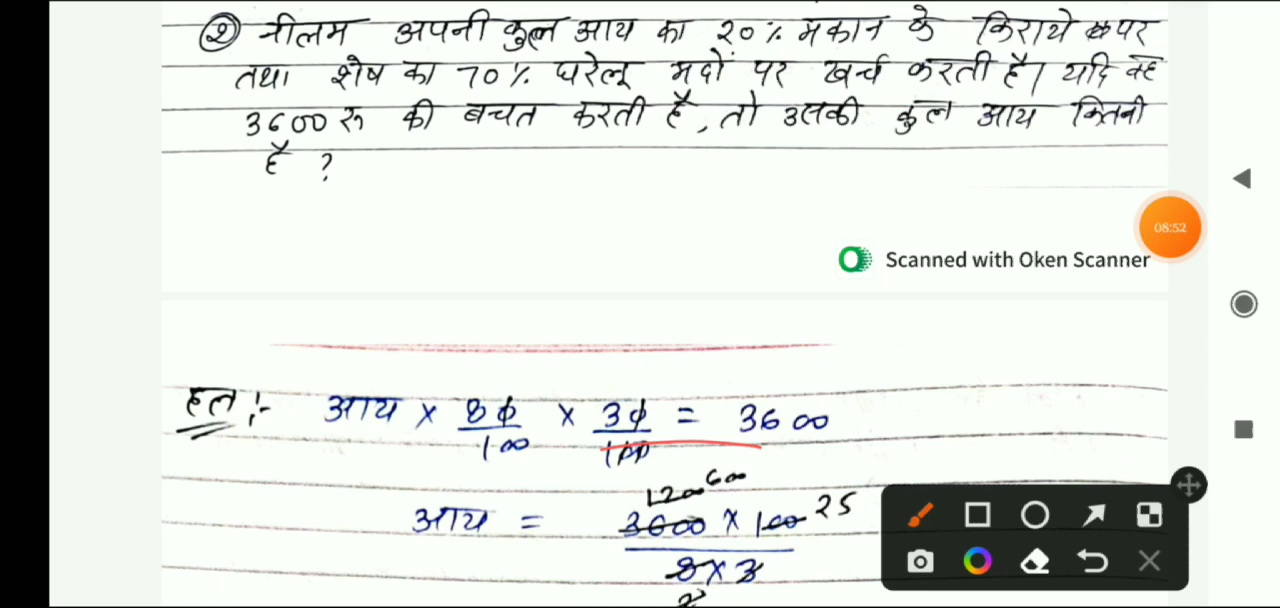 ② नीलम अपनी कुल आय का २०% मकान के किराये पर
तथा शेष का 70% घरेलू मदों पर खर्च करती है। यदि वह
3600 रु की बचत करती है, तो उसकी कुल आय कितनी
है ?
08:52
Scanned with Oken Scanner
हल :- आय × 80/100 × 30/100 = 3600
1200 600
आय = 3600 × 100 25
8 × 3
2